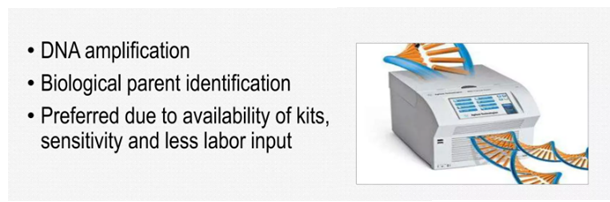 • DNA amplification
• Biological parent identification
• Preferred due to availability of kits,
sensitivity and less labor input